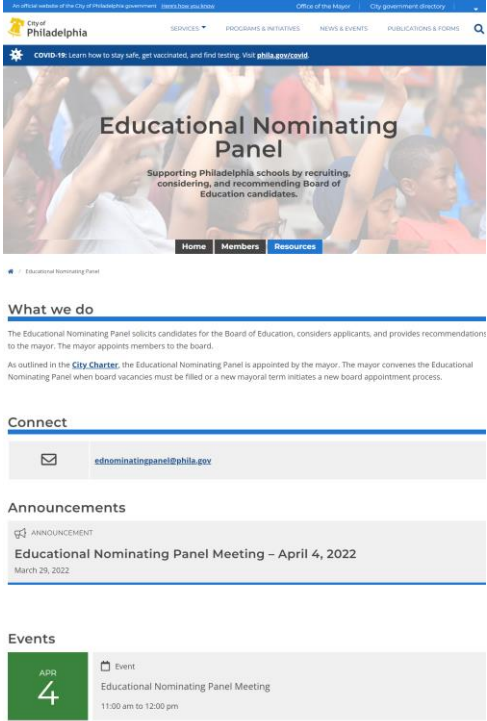 An official website of the City of Philadelphia government Here's how you know
Office of the Mayor City government directory
City of
Philadelphia
SERVICES PROGRAMS & INITIATIVES NEWS & EVENTS PUBLICATIONS & FORMS
COVID-19: Learn how to stay safe, get vaccinated, and find testing. Visit phila.gov/covid.
Educational Nominating
Panel
Supporting Philadelphia schools by recruiting,
considering, and recommending Board of
Education candidates.
Home Members Resources
/ Educational Nominating Panel
What we do
The Educational Nominating Panel solicits candidates for the Board of Education, considers applicants, and provides recommendations
to the mayor. The mayor appoints members to the board.
As outlined in the City Charter, the Educational Nominating Panel is appointed by the mayor. The mayor convenes the Educational
Nominating Panel when board vacancies must be filled or a new mayoral term initiates a new board appointment process.
Connect
ednominatingpanel@phila.gov
Announcements
ANNOUNCEMENT
Educational Nominating Panel Meeting – April 4, 2022
March 29, 2022
Events
APR
4
Event
Educational Nominating Panel Meeting
11:00 am to 12:00 pm